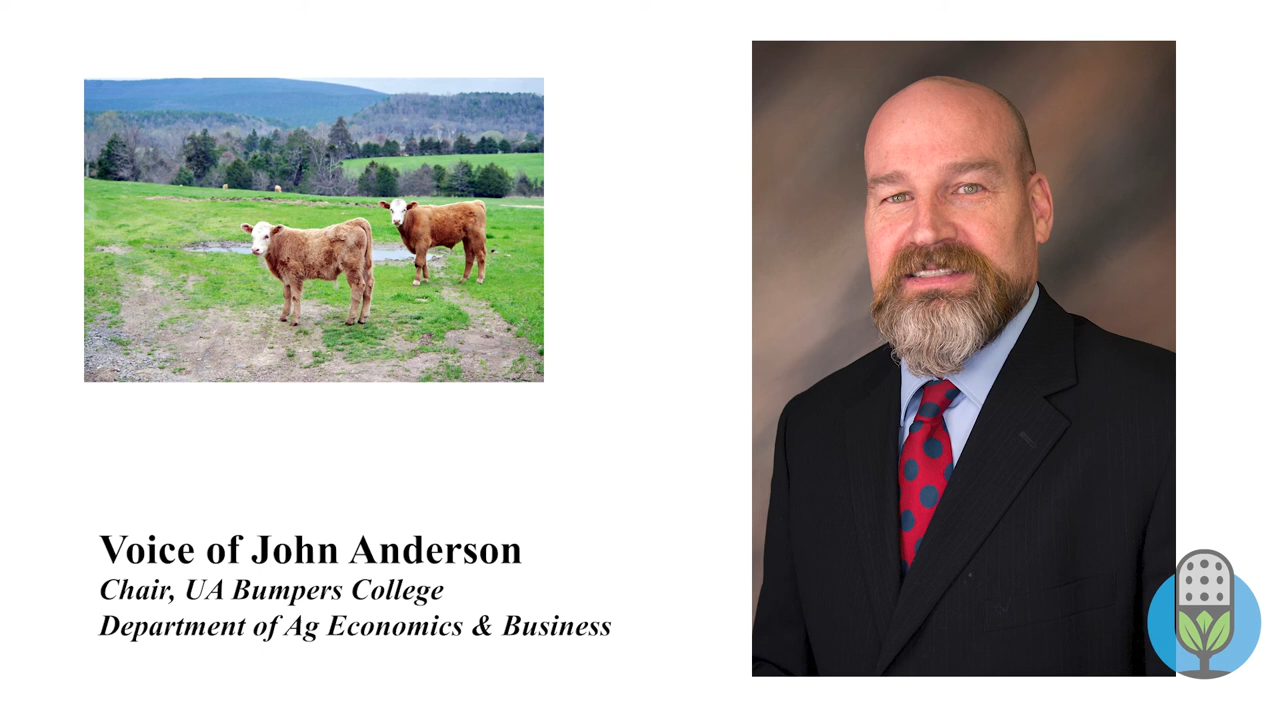 Voice of John Anderson
Chair, UA Bumpers College
Department of Ag Economics & Business